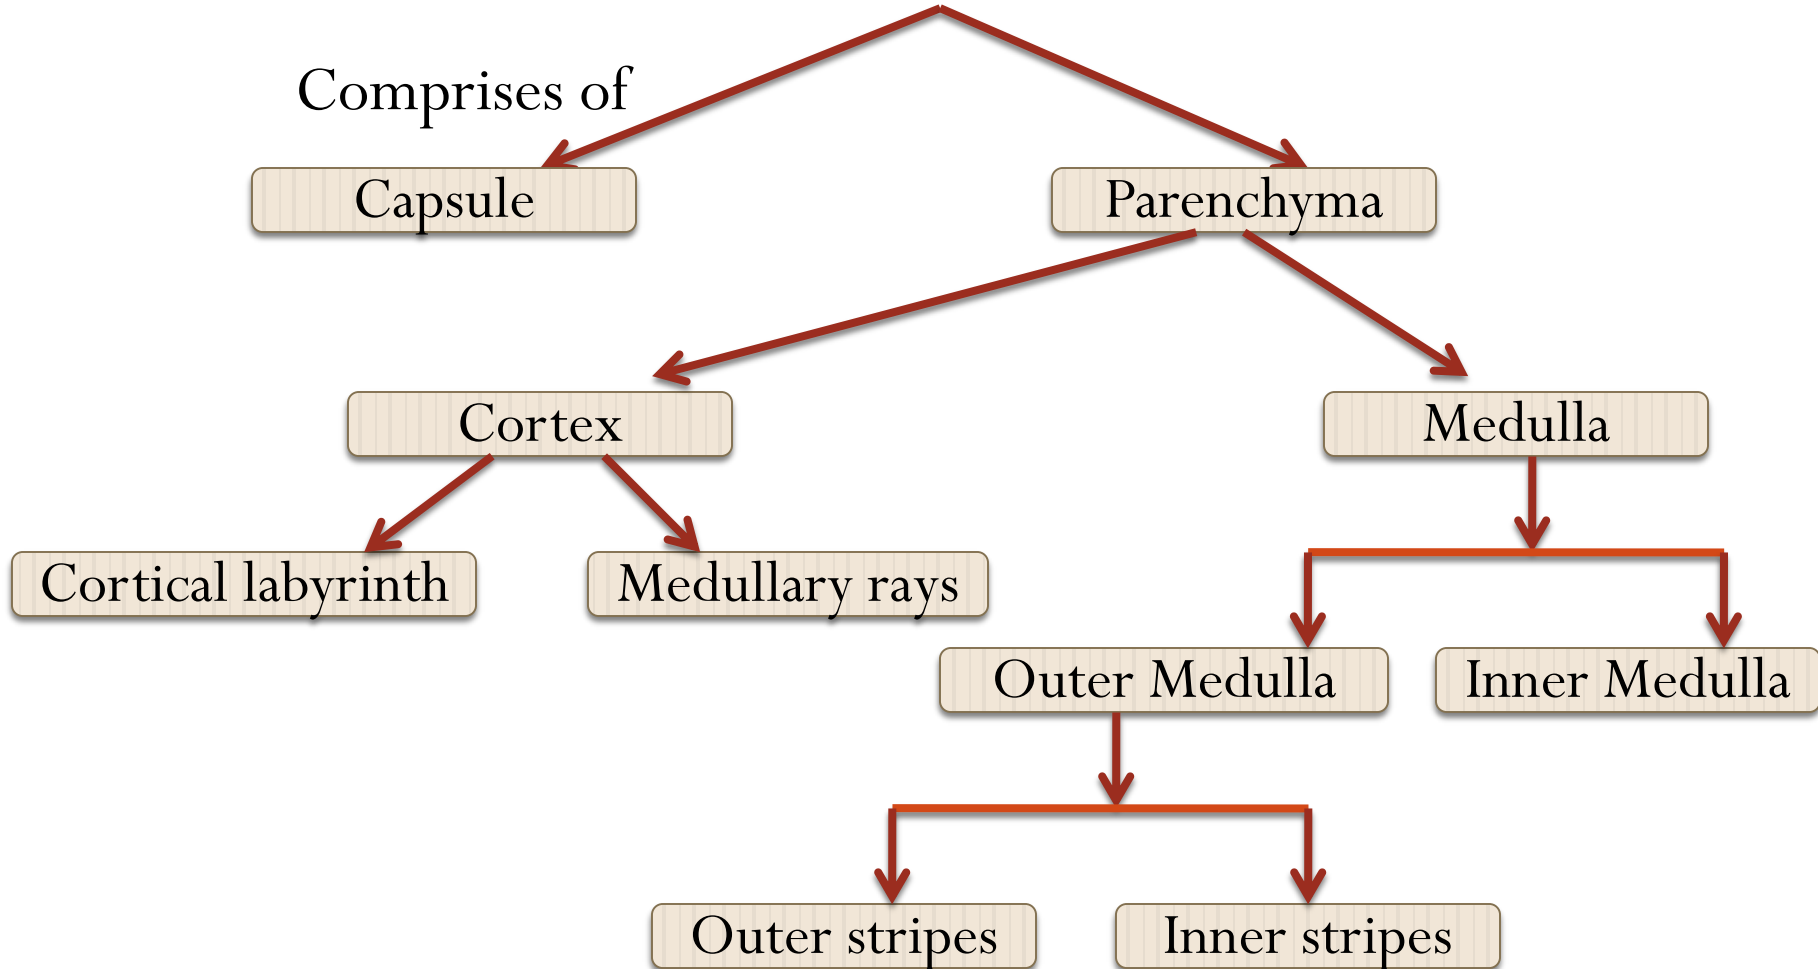 Comprises of
Capsule
Parenchyma
Cortex
Medulla
Cortical labyrinth
Medullary rays
Outer Medulla
Inner Medulla
Outer stripes
Inner stripes